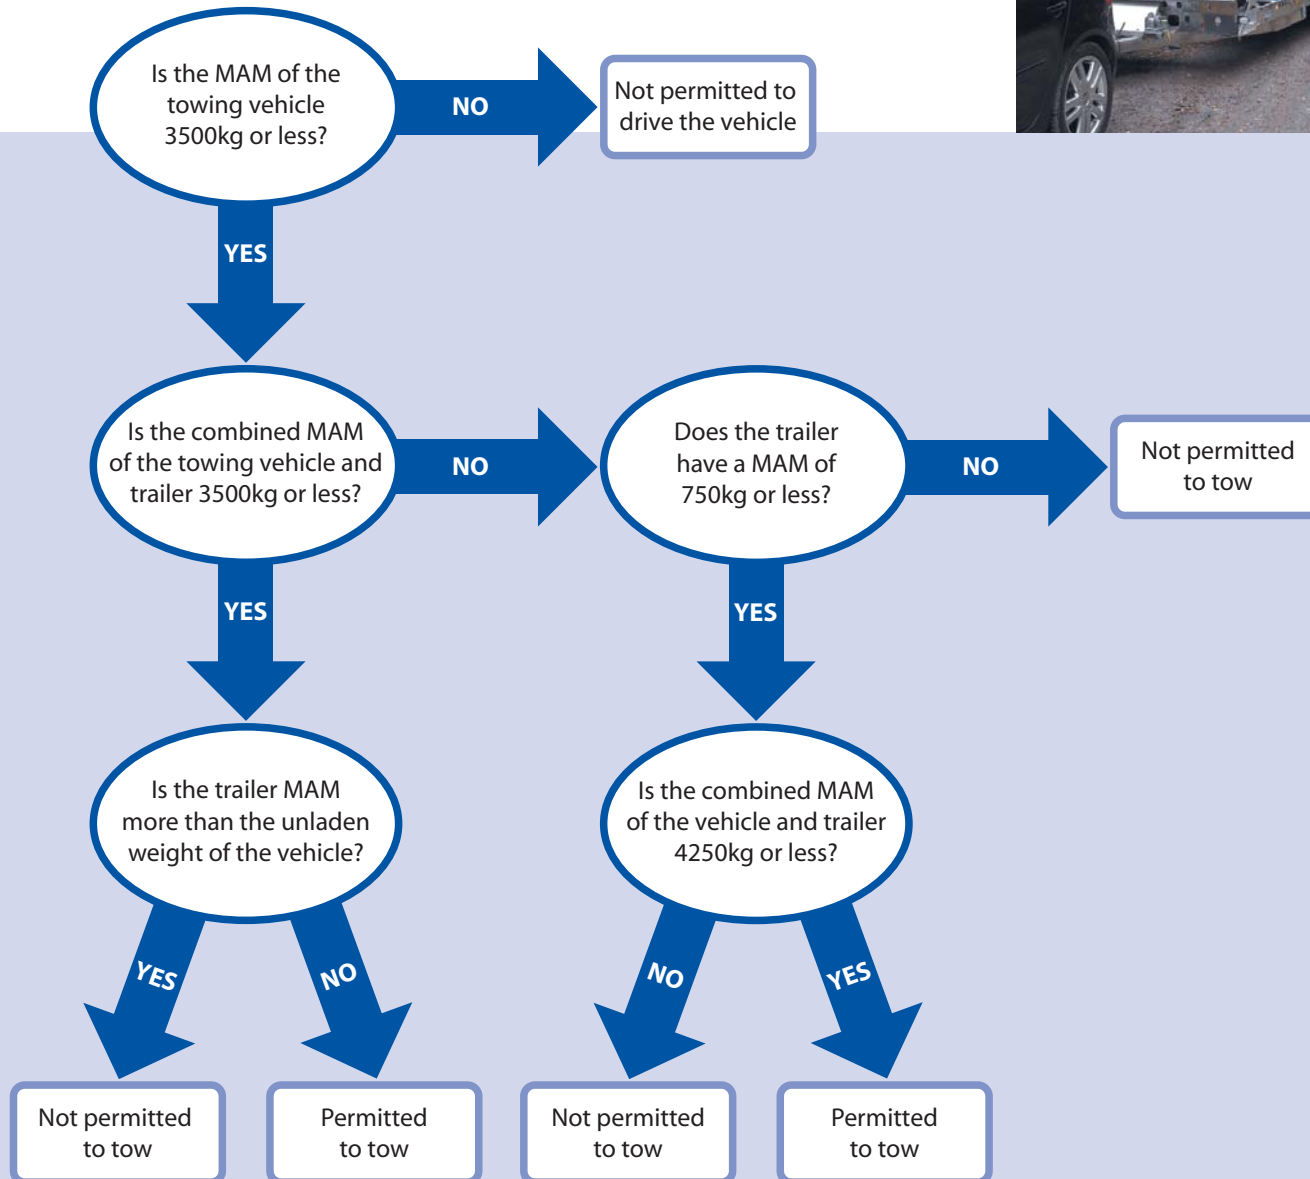 Is the MAM of the
towing vehicle
3500kg or less?
NO
Not permitted to
drive the vehicle
YES
Is the combined MAM
of the towing vehicle and
trailer 3500kg or less?
NO
Does the trailer
have a MAM of
750kg or less?
NO
Not permitted
to tow
YES
YES
Is the trailer MAM
more than the unladen
weight of the vehicle?
Is the combined MAM
of the vehicle and trailer
4250kg or less?
YES
NO
NO
YES
Not permitted
to tow
Permitted
to tow
Not permitted
to tow
Permitted
to tow